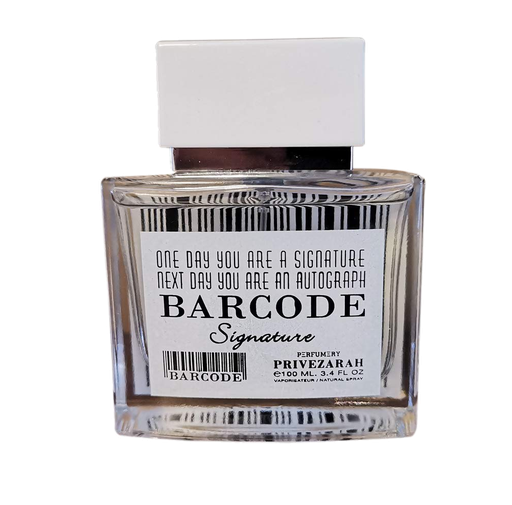 ONE DAY YOU ARE A SIGNATURE
NEXT DAY YOU ARE AN AUTOGRAPH
BARCODE
Signature
BARCODE
PERFUMERY
PRIVEZARAH
℮100 ML. 3.4 FL OZ
VAPORISATEUR / NATURAL SPRAY